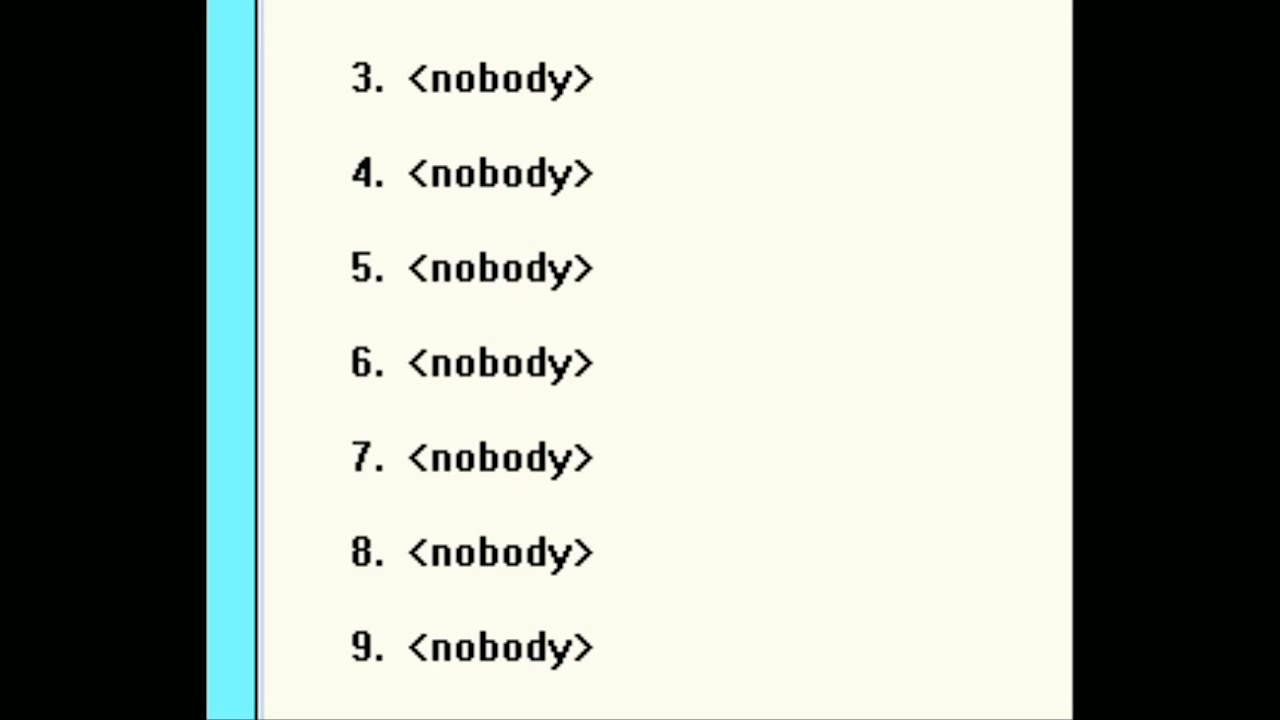 3. <nobody>
4. <nobody>
5. <nobody>
6. <nobody>
7. <nobody>
8. <nobody>
9. <nobody>